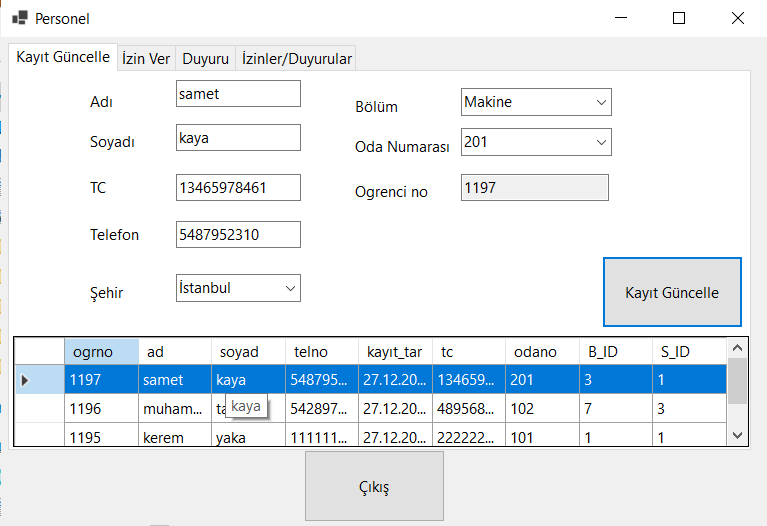 Personel
Kayıt Güncelle İzin Ver Duyuru İzinler/Duyurular
Adı samet Bölüm Makine
Soyadı kaya Oda Numarası 201
TC 13465978461 Ogrenci no 1197
Telefon 5487952310
Şehir İstanbul
Kayıt Güncelle
ogrno ad soyad telno kayıt_tar tc odano B_ID S_ID
1197 samet kaya 548795... 27.12.20... 134659... 201 3 1
1196 muham... 542897... 27.12.20... 489568... 102 7 3
kaya
1195 kerem yaka 111111... 27.12.20... 222222... 101 1 1
Çıkış